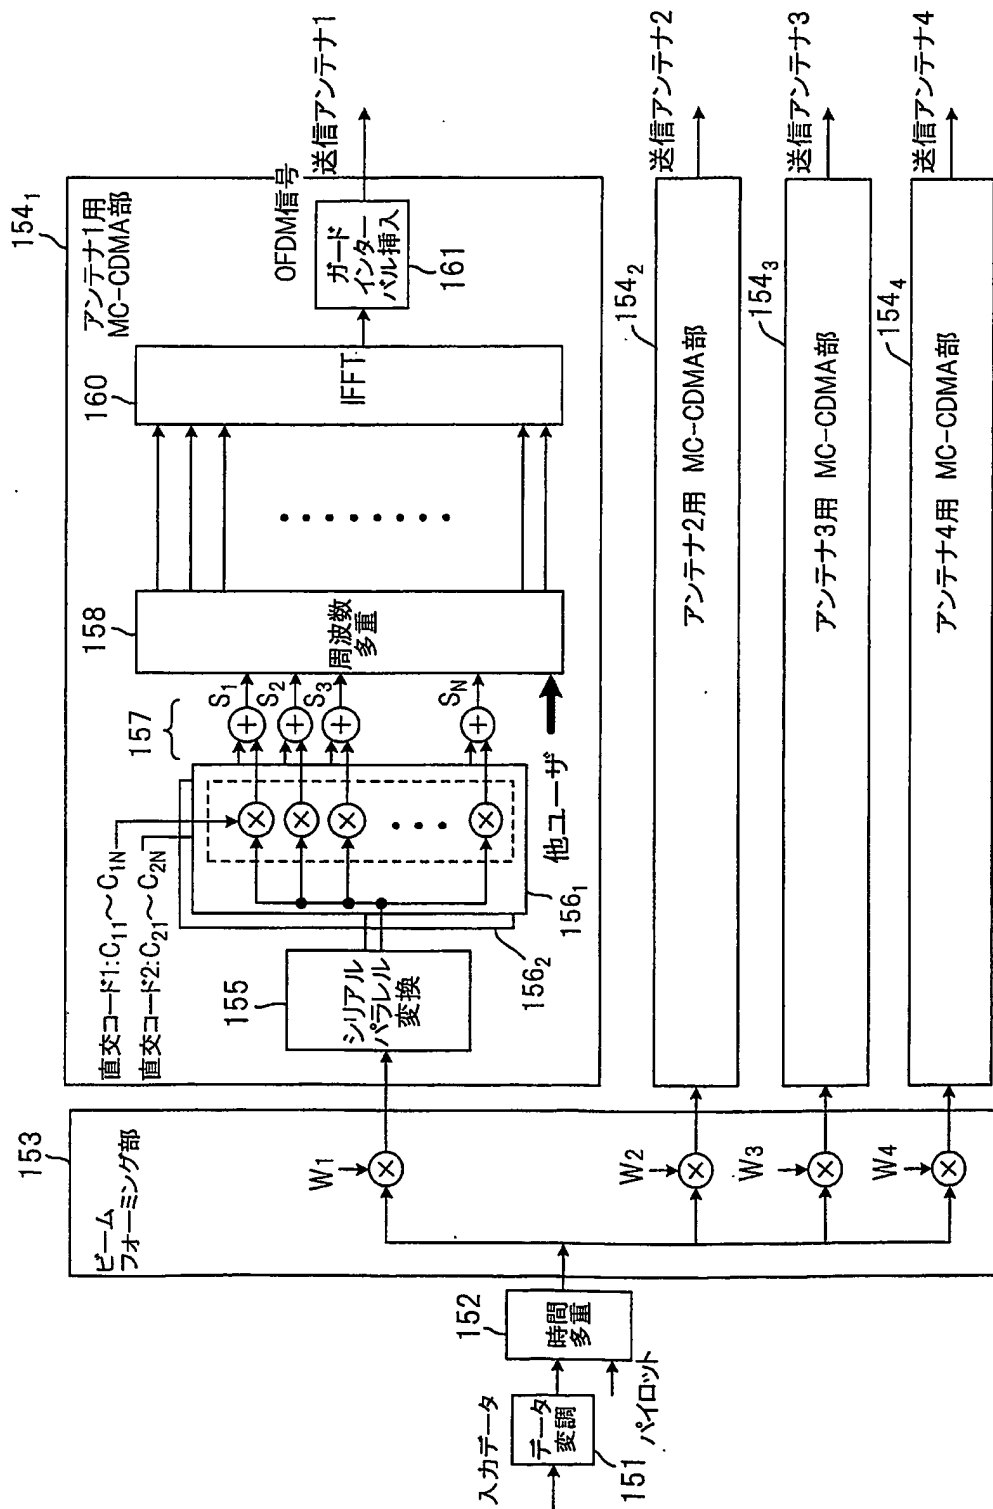 入力データ
データ
変調
151
パイロット
152
時間
多重
153
ビーム
フォーミング部
W1
W2
W3
W4
154₁
アンテナ1用
MC-CDMA部
直交コード1:C₁₁～C₁N
直交コード2:C₂₁～C₂N
155
シリアル
パラレル
変換
156₂
156₁
157
S₁
S₂
S₃
SN
他ユーザ
158
周波数
多重
160
IFFT
OFDM信号
ガード
インター
バル挿入
161
送信アンテナ1
154₂
アンテナ2用 MC-CDMA部
送信アンテナ2
154₃
アンテナ3用 MC-CDMA部
送信アンテナ3
154₄
アンテナ4用 MC-CDMA部
送信アンテナ4